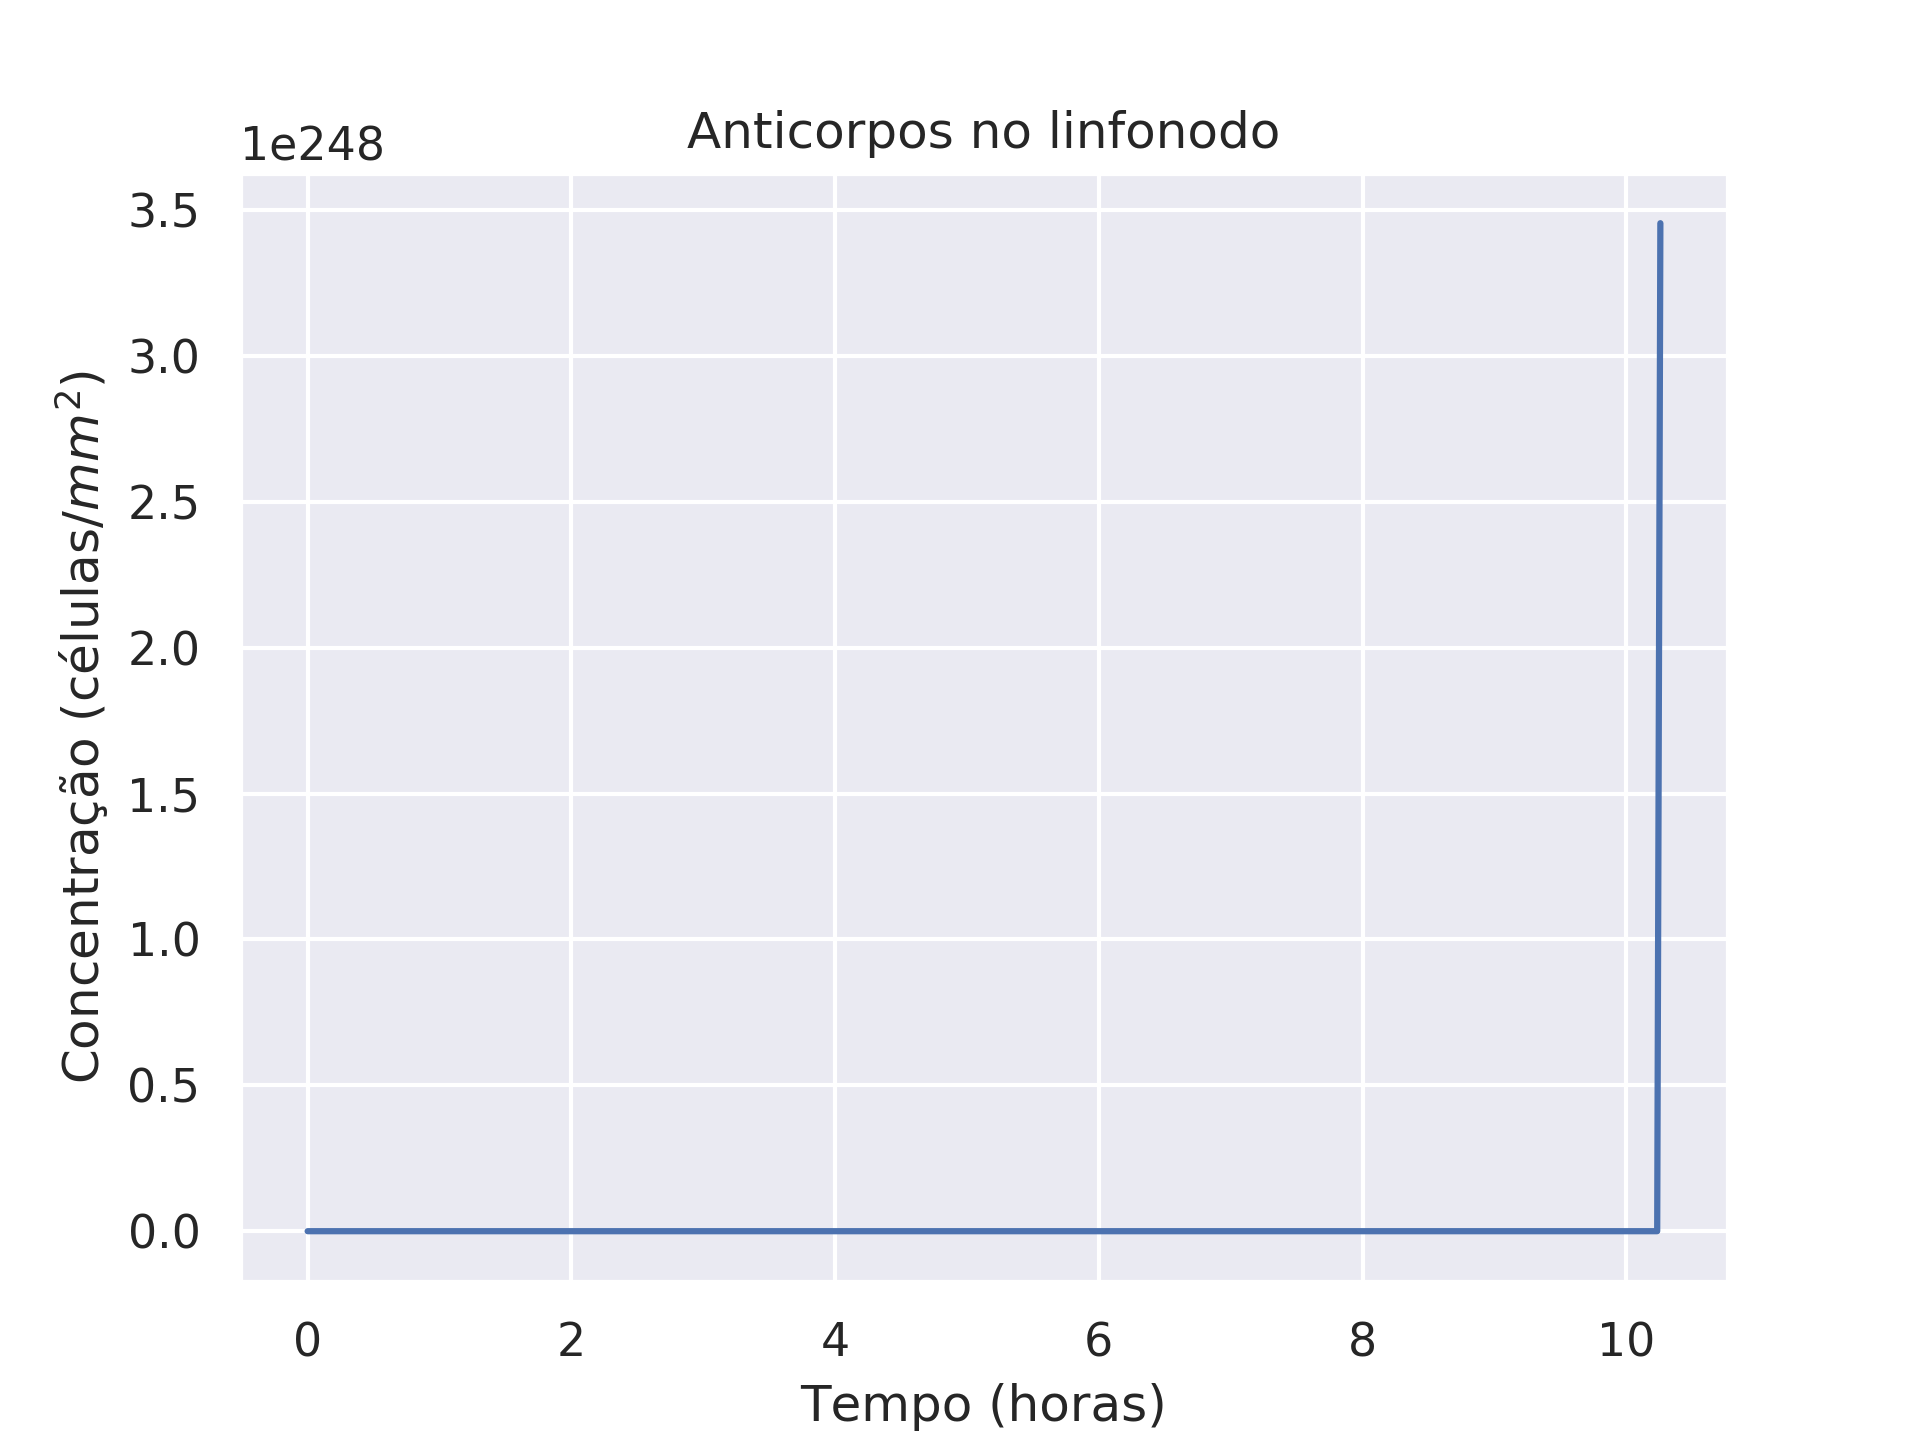 Anticorpos no linfonodo
1e248
3.5
3.0
2.5
2.0
1.5
1.0
0.5
0.0
Concentração (células/mm²)
0 2 4 6 8 10
Tempo (horas)